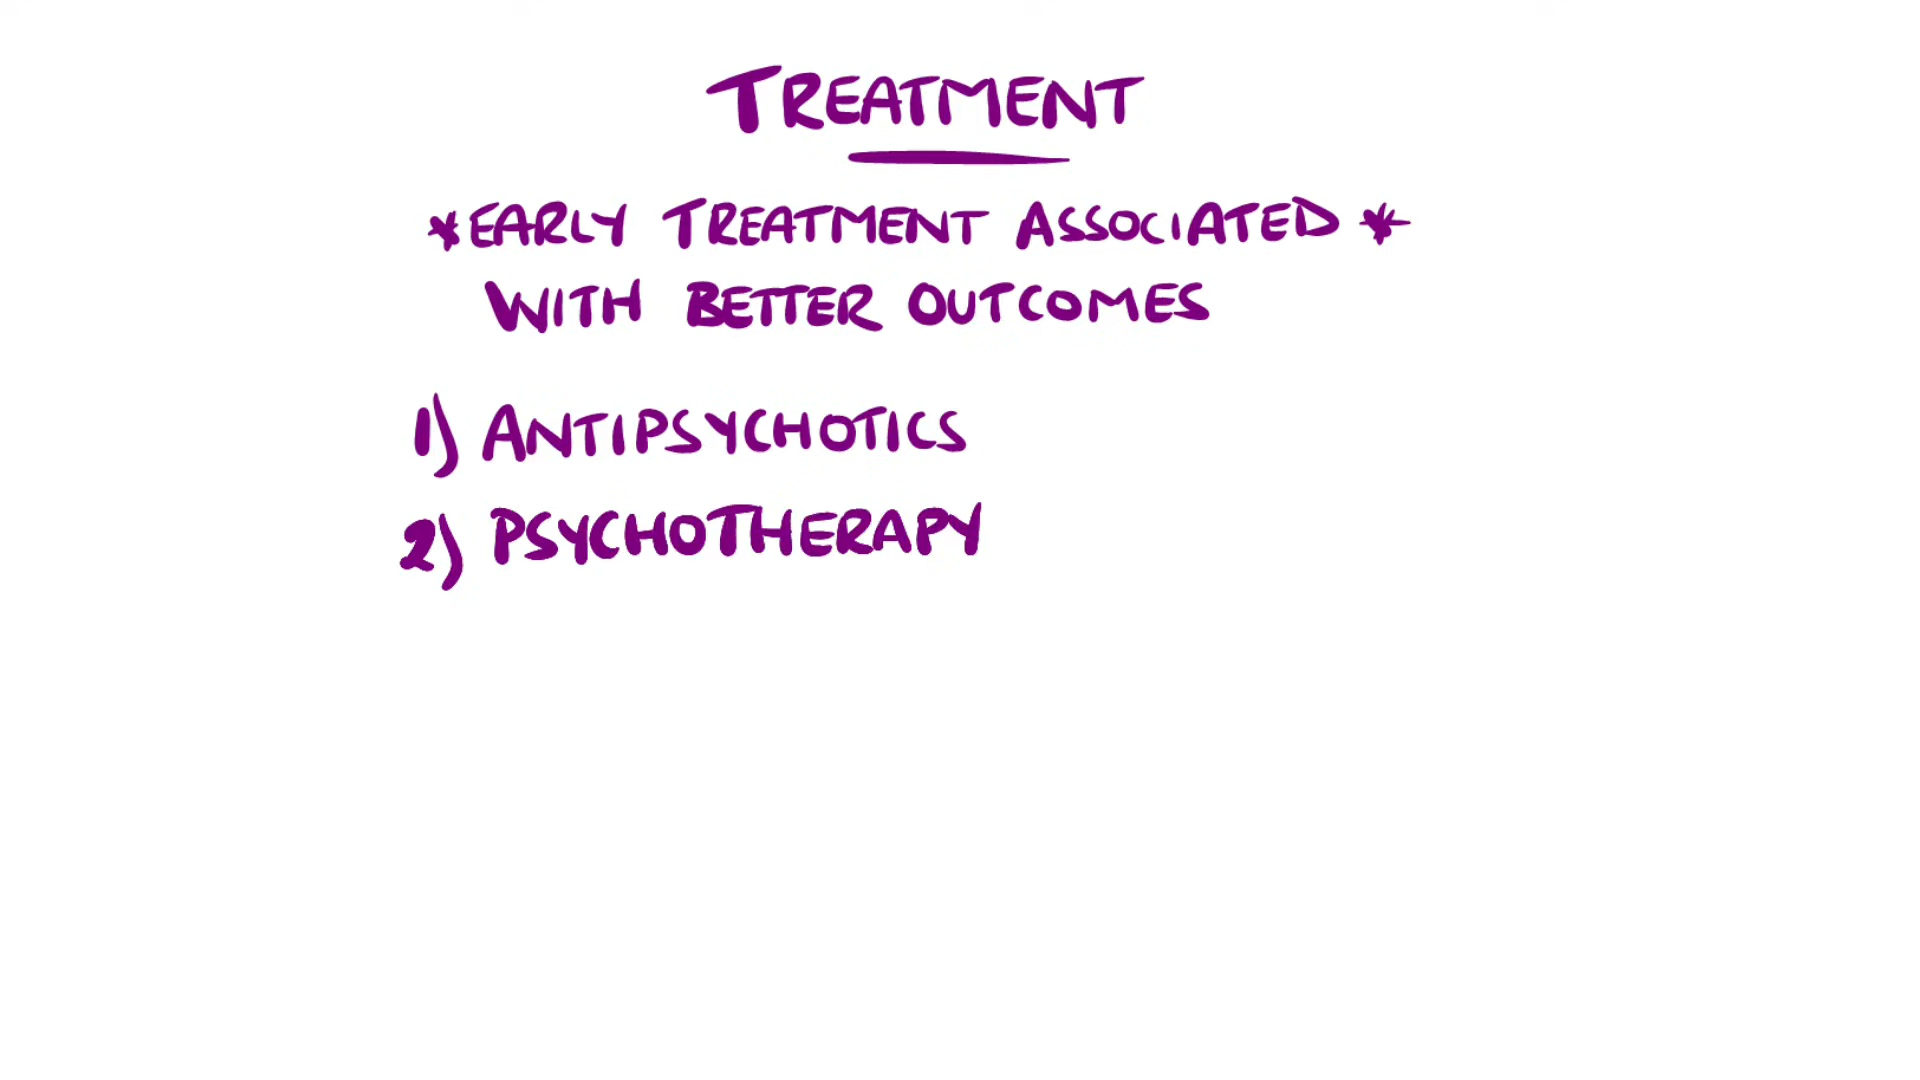 TREATMENT
*EARLY TREATMENT ASSOCIATED*
WITH BETTER OUTCOMES
1) ANTIPSYCHOTICS
2) PSYCHOTHERAPY